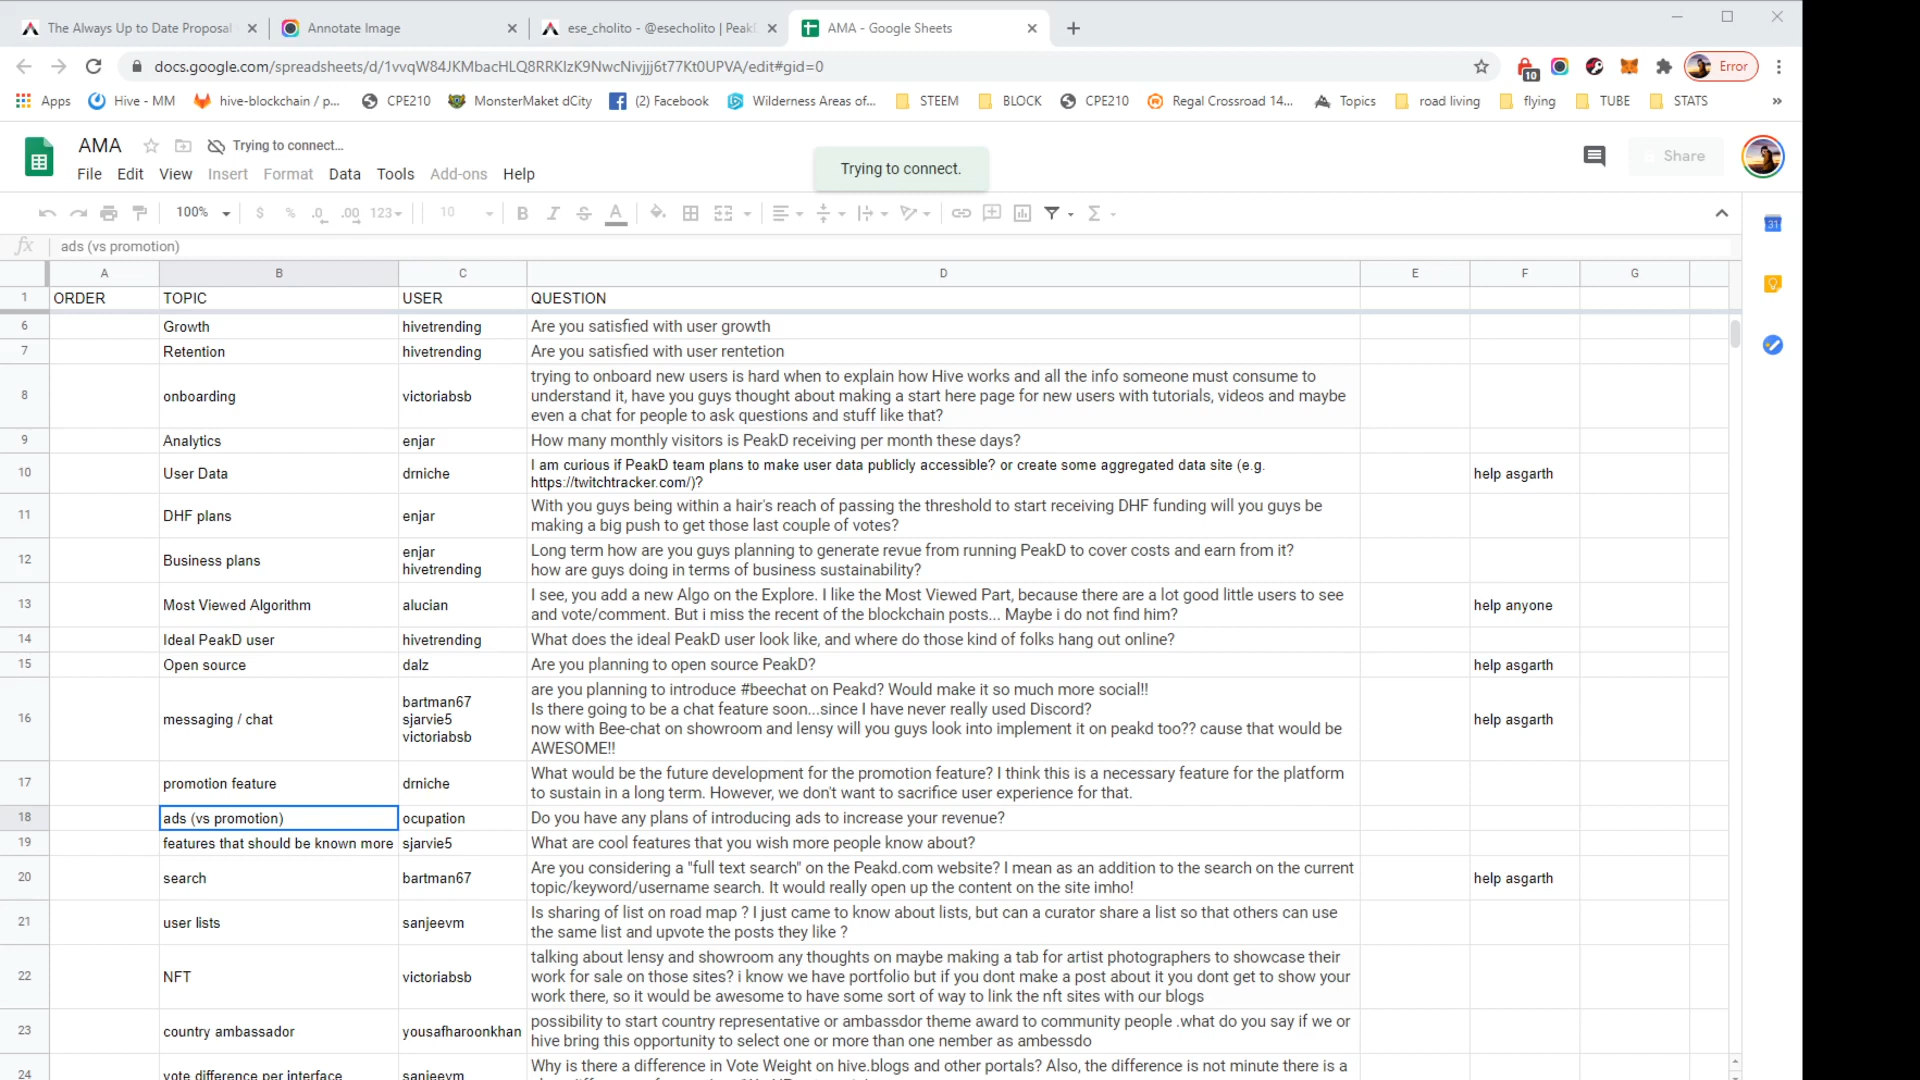 The Always Up to Date Proposal
Annotate Image
ese_cholito - @esecholito | Peak
AMA - Google Sheets
docs.google.com/spreadsheets/d/1vvqW84JKMbacHLQ8RRKIzK9NwcNivjjj6t77Kt0UPVA/edit#gid=0
10
Error
Apps
Hive - MM
hive-blockchain / p...
CPE210
MonsterMaket dCity
(2) Facebook
Wilderness Areas of...
STEEM
BLOCK
CPE210
Regal Crossroad 14...
Topics
road living
flying
TUBE
STATS
»
AMA
Trying to connect...
Trying to connect.
Share
File Edit View Insert Format Data Tools Add-ons Help
100% $ % .0 .00 123 10 B I S A
31
fx ads (vs promotion)
A B C D E F G
1 ORDER TOPIC USER QUESTION
6 Growth hivetrending Are you satisfied with user growth
7 Retention hivetrending Are you satisfied with user rentetion
trying to onboard new users is hard when to explain how Hive works and all the info someone must consume to
8 onboarding victoriabsb understand it, have you guys thought about making a start here page for new users with tutorials, videos and maybe
even a chat for people to ask questions and stuff like that?
9 Analytics enjar How many monthly visitors is PeakD receiving per month these days?
10 User Data drniche I am curious if PeakD team plans to make user data publicly accessible? or create some aggregated data site (e.g.
https://twitchtracker.com/)? help asgarth
11 DHF plans enjar With you guys being within a hair's reach of passing the threshold to start receiving DHF funding will you guys be
making a big push to get those last couple of votes?
12 Business plans enjar Long term how are you guys planning to generate revue from running PeakD to cover costs and earn from it?
hivetrending how are guys doing in terms of business sustainability?
13 Most Viewed Algorithm alucian I see, you add a new Algo on the Explore. I like the Most Viewed Part, because there are a lot good little users to see
and vote/comment. But i miss the recent of the blockchain posts... Maybe i do not find him? help anyone
14 Ideal PeakD user hivetrending What does the ideal PeakD user look like, and where do those kind of folks hang out online?
15 Open source dalz Are you planning to open source PeakD? help asgarth
are you planning to introduce #beechat on Peakd? Would make it so much more social!!
bartman67 Is there going to be a chat feature soon...since I have never really used Discord?
16 messaging / chat sjarvie5 help asgarth
victoriabsb now with Bee-chat on showroom and lensy will you guys look into implement it on peakd too?? cause that would be
AWESOME!!
17 promotion feature drniche What would be the future development for the promotion feature? I think this is a necessary feature for the platform
to sustain in a long term. However, we don't want to sacrifice user experience for that.
18 ads (vs promotion) ocupation Do you have any plans of introducing ads to increase your revenue?
19 features that should be known more sjarvie5 What are cool features that you wish more people know about?
20 search bartman67 Are you considering a "full text search" on the Peakd.com website? I mean as an addition to the search on the current
topic/keyword/username search. It would really open up the content on the site imho! help asgarth
21 user lists sanjeevm Is sharing of list on road map ? I just came to know about lists, but can a curator share a list so that others can use
the same list and upvote the posts they like ?
talking about lensy and showroom any thoughts on maybe making a tab for artist photographers to showcase their
22 NFT victoriabsb work for sale on those sites? i know we have portfolio but if you dont make a post about it you dont get to show your
work there, so it would be awesome to have some sort of way to link the nft sites with our blogs
23 country ambassador yousafharoonkhan possibility to start country representative or ambassdor theme award to community people .what do you say if we or
hive bring this opportunity to select one or more than one nember as ambessdo
24 vote difference per interface sanjeevm Why is there a difference in Vote Weight on hive.blogs and other portals? Also, the difference is not minute there is a